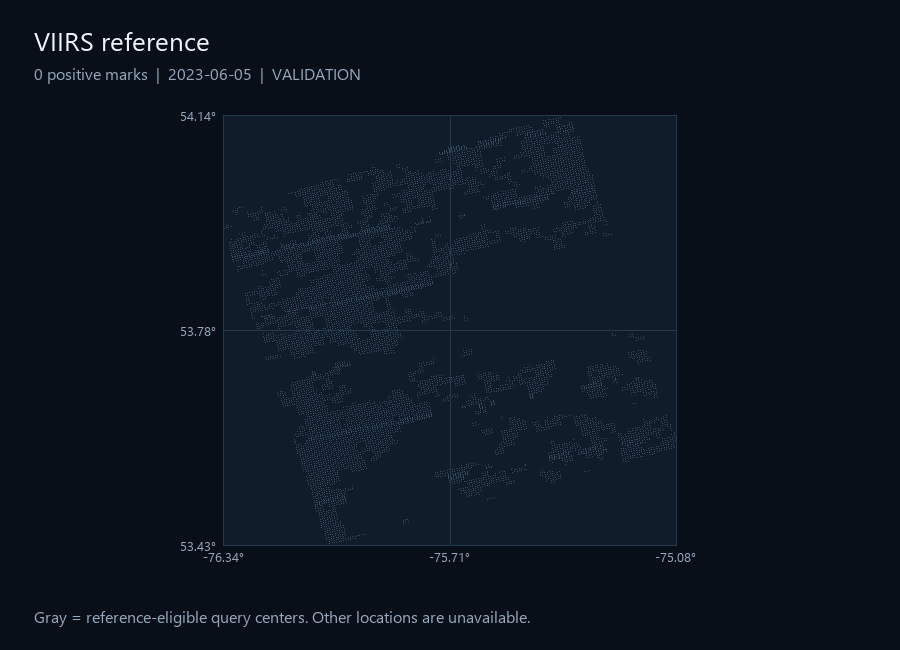 VIIRS reference
0 positive marks | 2023-06-05 | VALIDATION
54.14°
53.78°
53.43°
-76.34°
-75.71°
-75.08°
Gray = reference-eligible query centers. Other locations are unavailable.